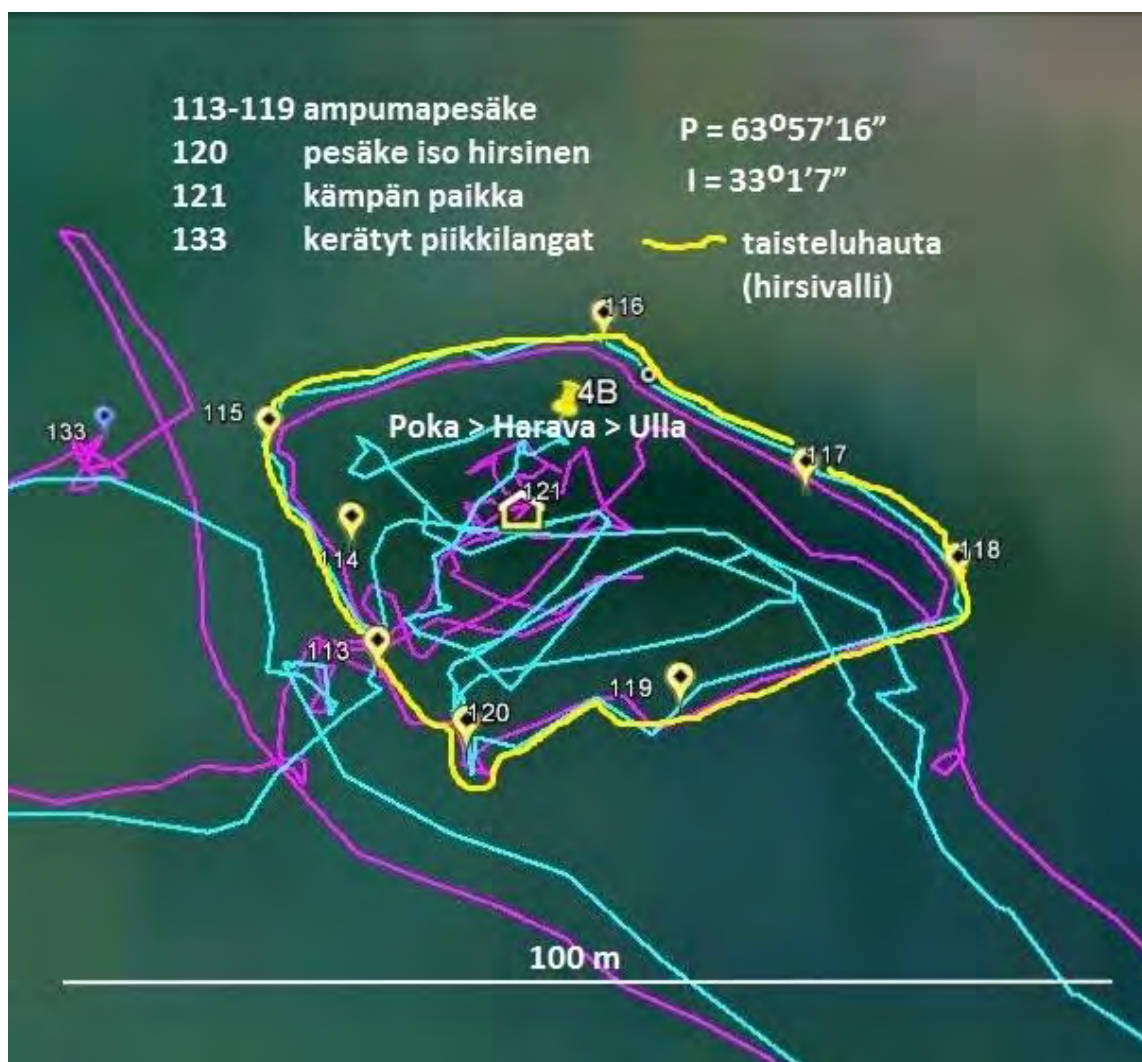 113-119 ampumapesäke
120 pesäke iso hirsinen
121 kämpän paikka
133 kerätyt piikkilangat
P = 63º57’16”
I = 33º1’7”
taisteluhauta
(hirsivalli)
116
115
4B
133
Poka > Harava > Ulla
117
121
114
118
113
119
120
100 m